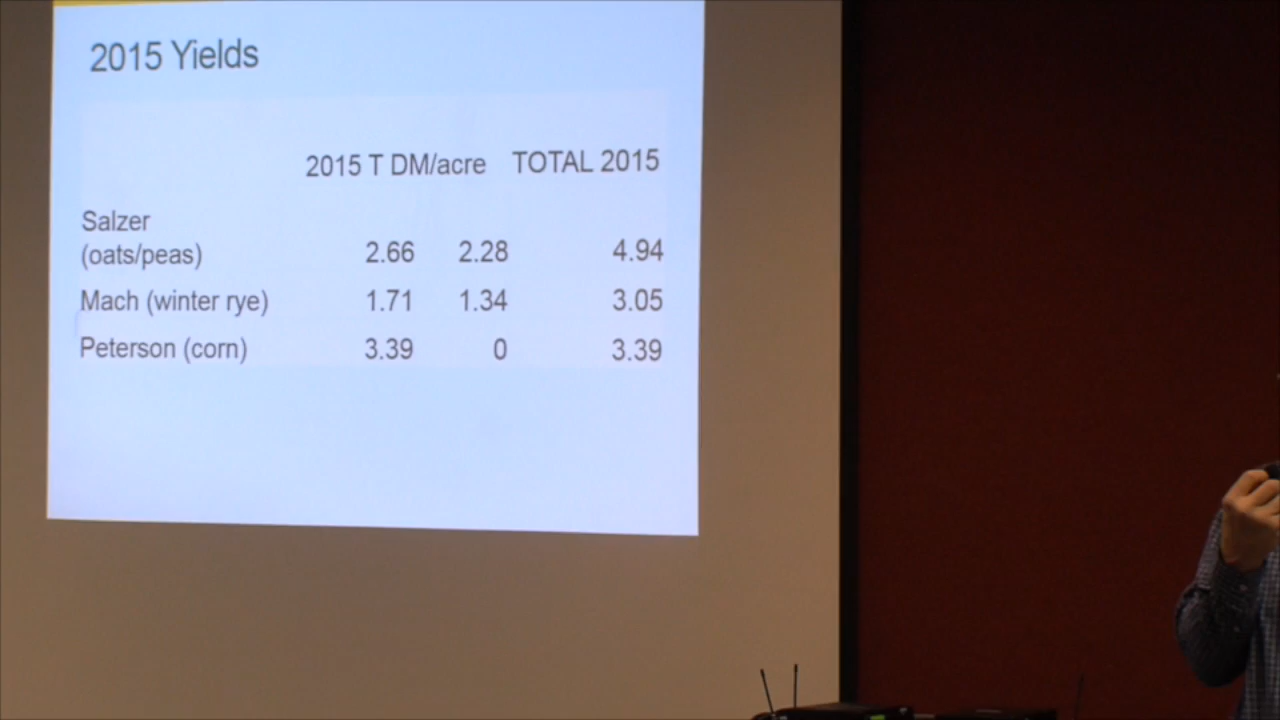 2015 Yields
2015 T DM/acre TOTAL 2015
Salzer
(oats/peas) 2.66 2.28 4.94
Mach (winter rye) 1.71 1.34 3.05
Peterson (corn) 3.39 0 3.39